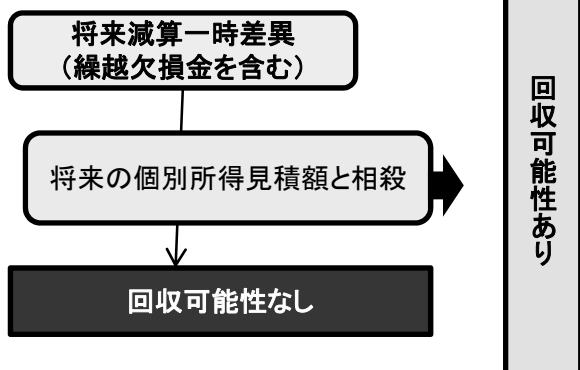 将来減算一時差異
（繰越欠損金を含む）
将来の個別所得見積額と相殺
回収可能性なし
回収可能性あり